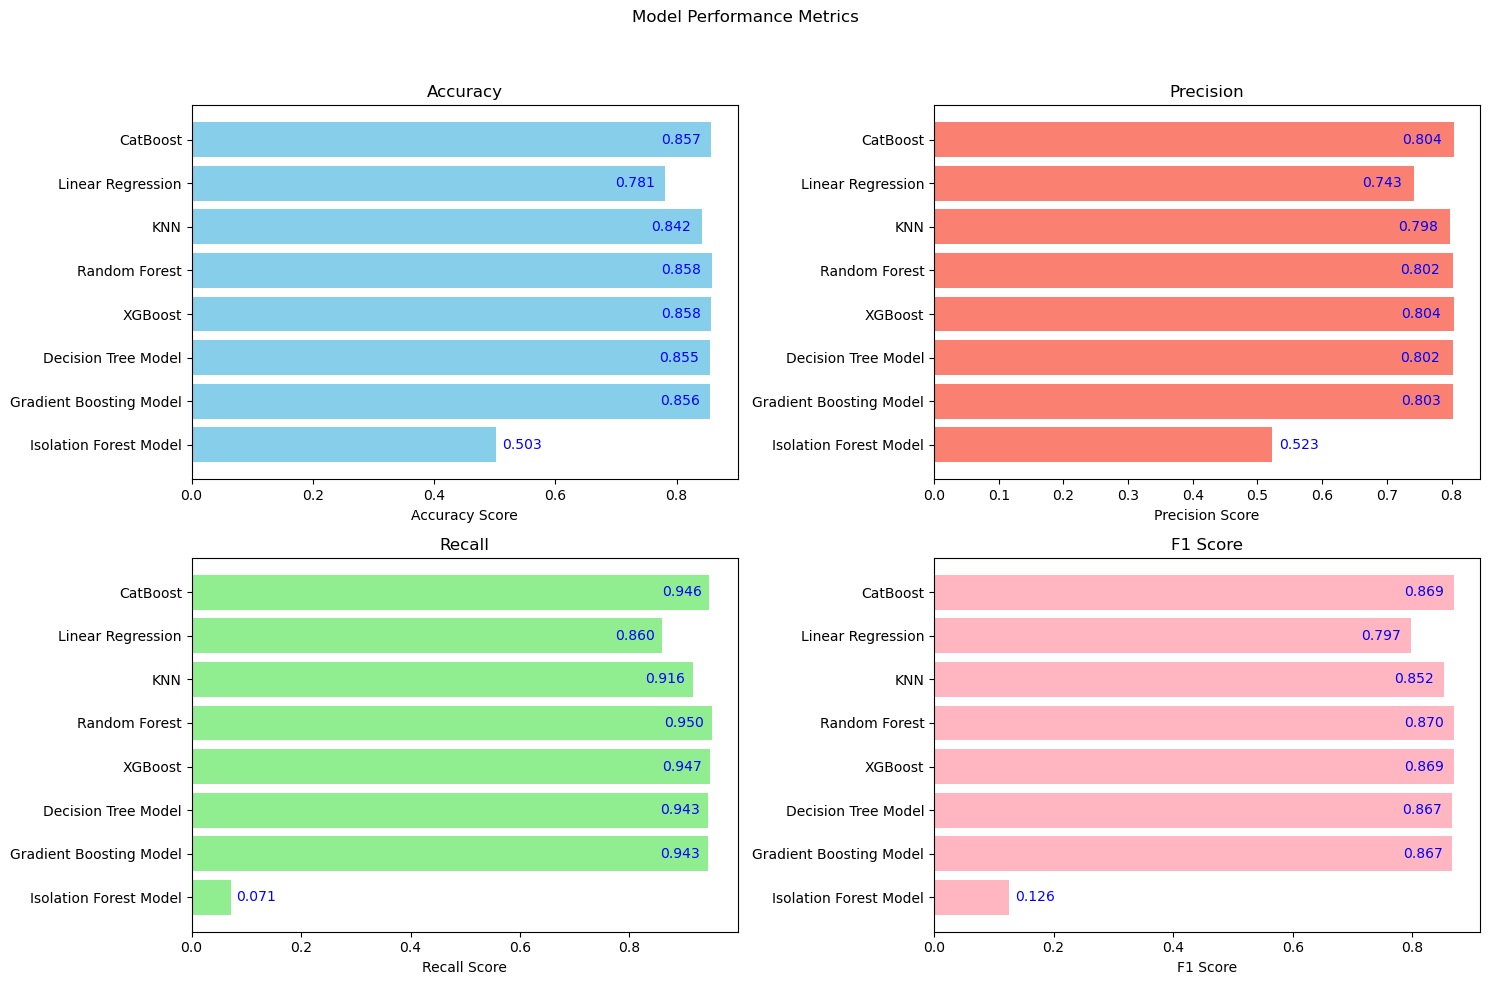 Model Performance Metrics
Accuracy
CatBoost 0.857
Linear Regression 0.781
KNN 0.842
Random Forest 0.858
XGBoost 0.858
Decision Tree Model 0.855
Gradient Boosting Model 0.856
Isolation Forest Model 0.503
0.0 0.2 0.4 0.6 0.8
Accuracy Score
Precision
CatBoost 0.804
Linear Regression 0.743
KNN 0.798
Random Forest 0.802
XGBoost 0.804
Decision Tree Model 0.802
Gradient Boosting Model 0.803
Isolation Forest Model 0.523
0.0 0.1 0.2 0.3 0.4 0.5 0.6 0.7 0.8
Precision Score
Recall
CatBoost 0.946
Linear Regression 0.860
KNN 0.916
Random Forest 0.950
XGBoost 0.947
Decision Tree Model 0.943
Gradient Boosting Model 0.943
Isolation Forest Model 0.071
0.0 0.2 0.4 0.6 0.8
Recall Score
F1 Score
CatBoost 0.869
Linear Regression 0.797
KNN 0.852
Random Forest 0.870
XGBoost 0.869
Decision Tree Model 0.867
Gradient Boosting Model 0.867
Isolation Forest Model 0.126
0.0 0.2 0.4 0.6 0.8
F1 Score